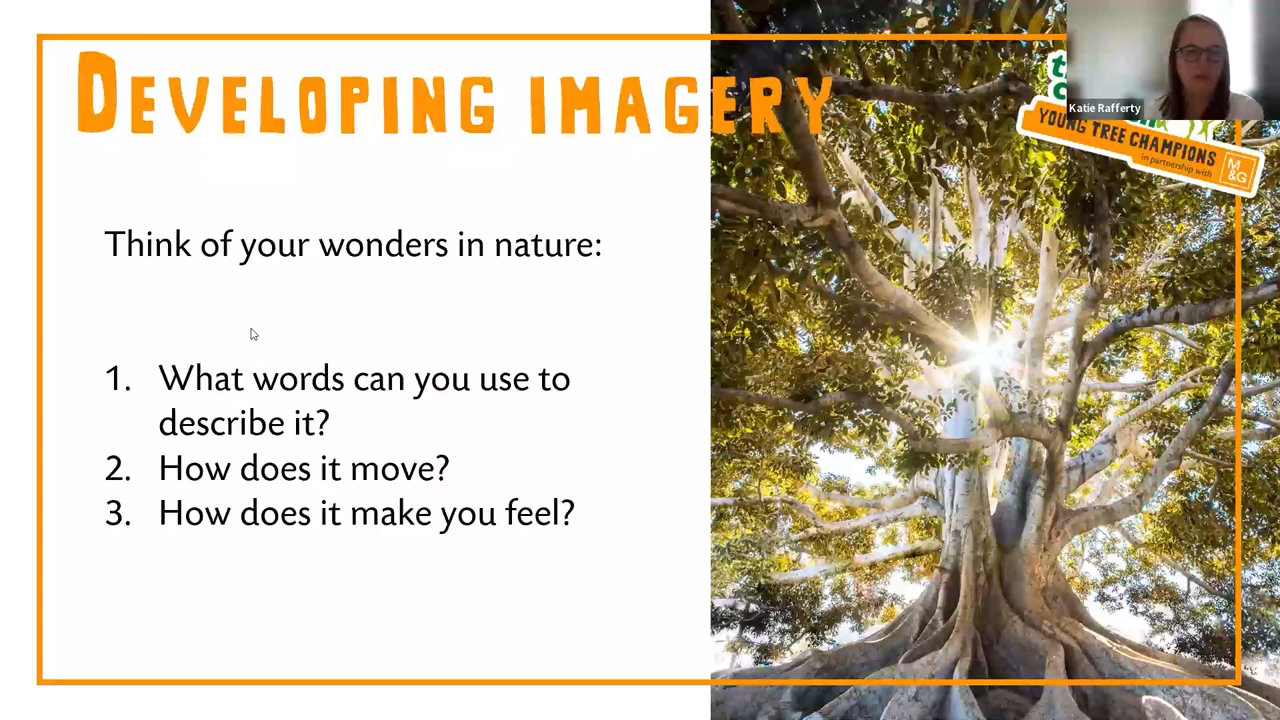 DEVELOPING IMAGERY
Katie Rafferty
YOUNG TREE CHAMPIONS
in partnership with
M
&G
Think of your wonders in nature:
1. What words can you use to
describe it?
2. How does it move?
3. How does it make you feel?